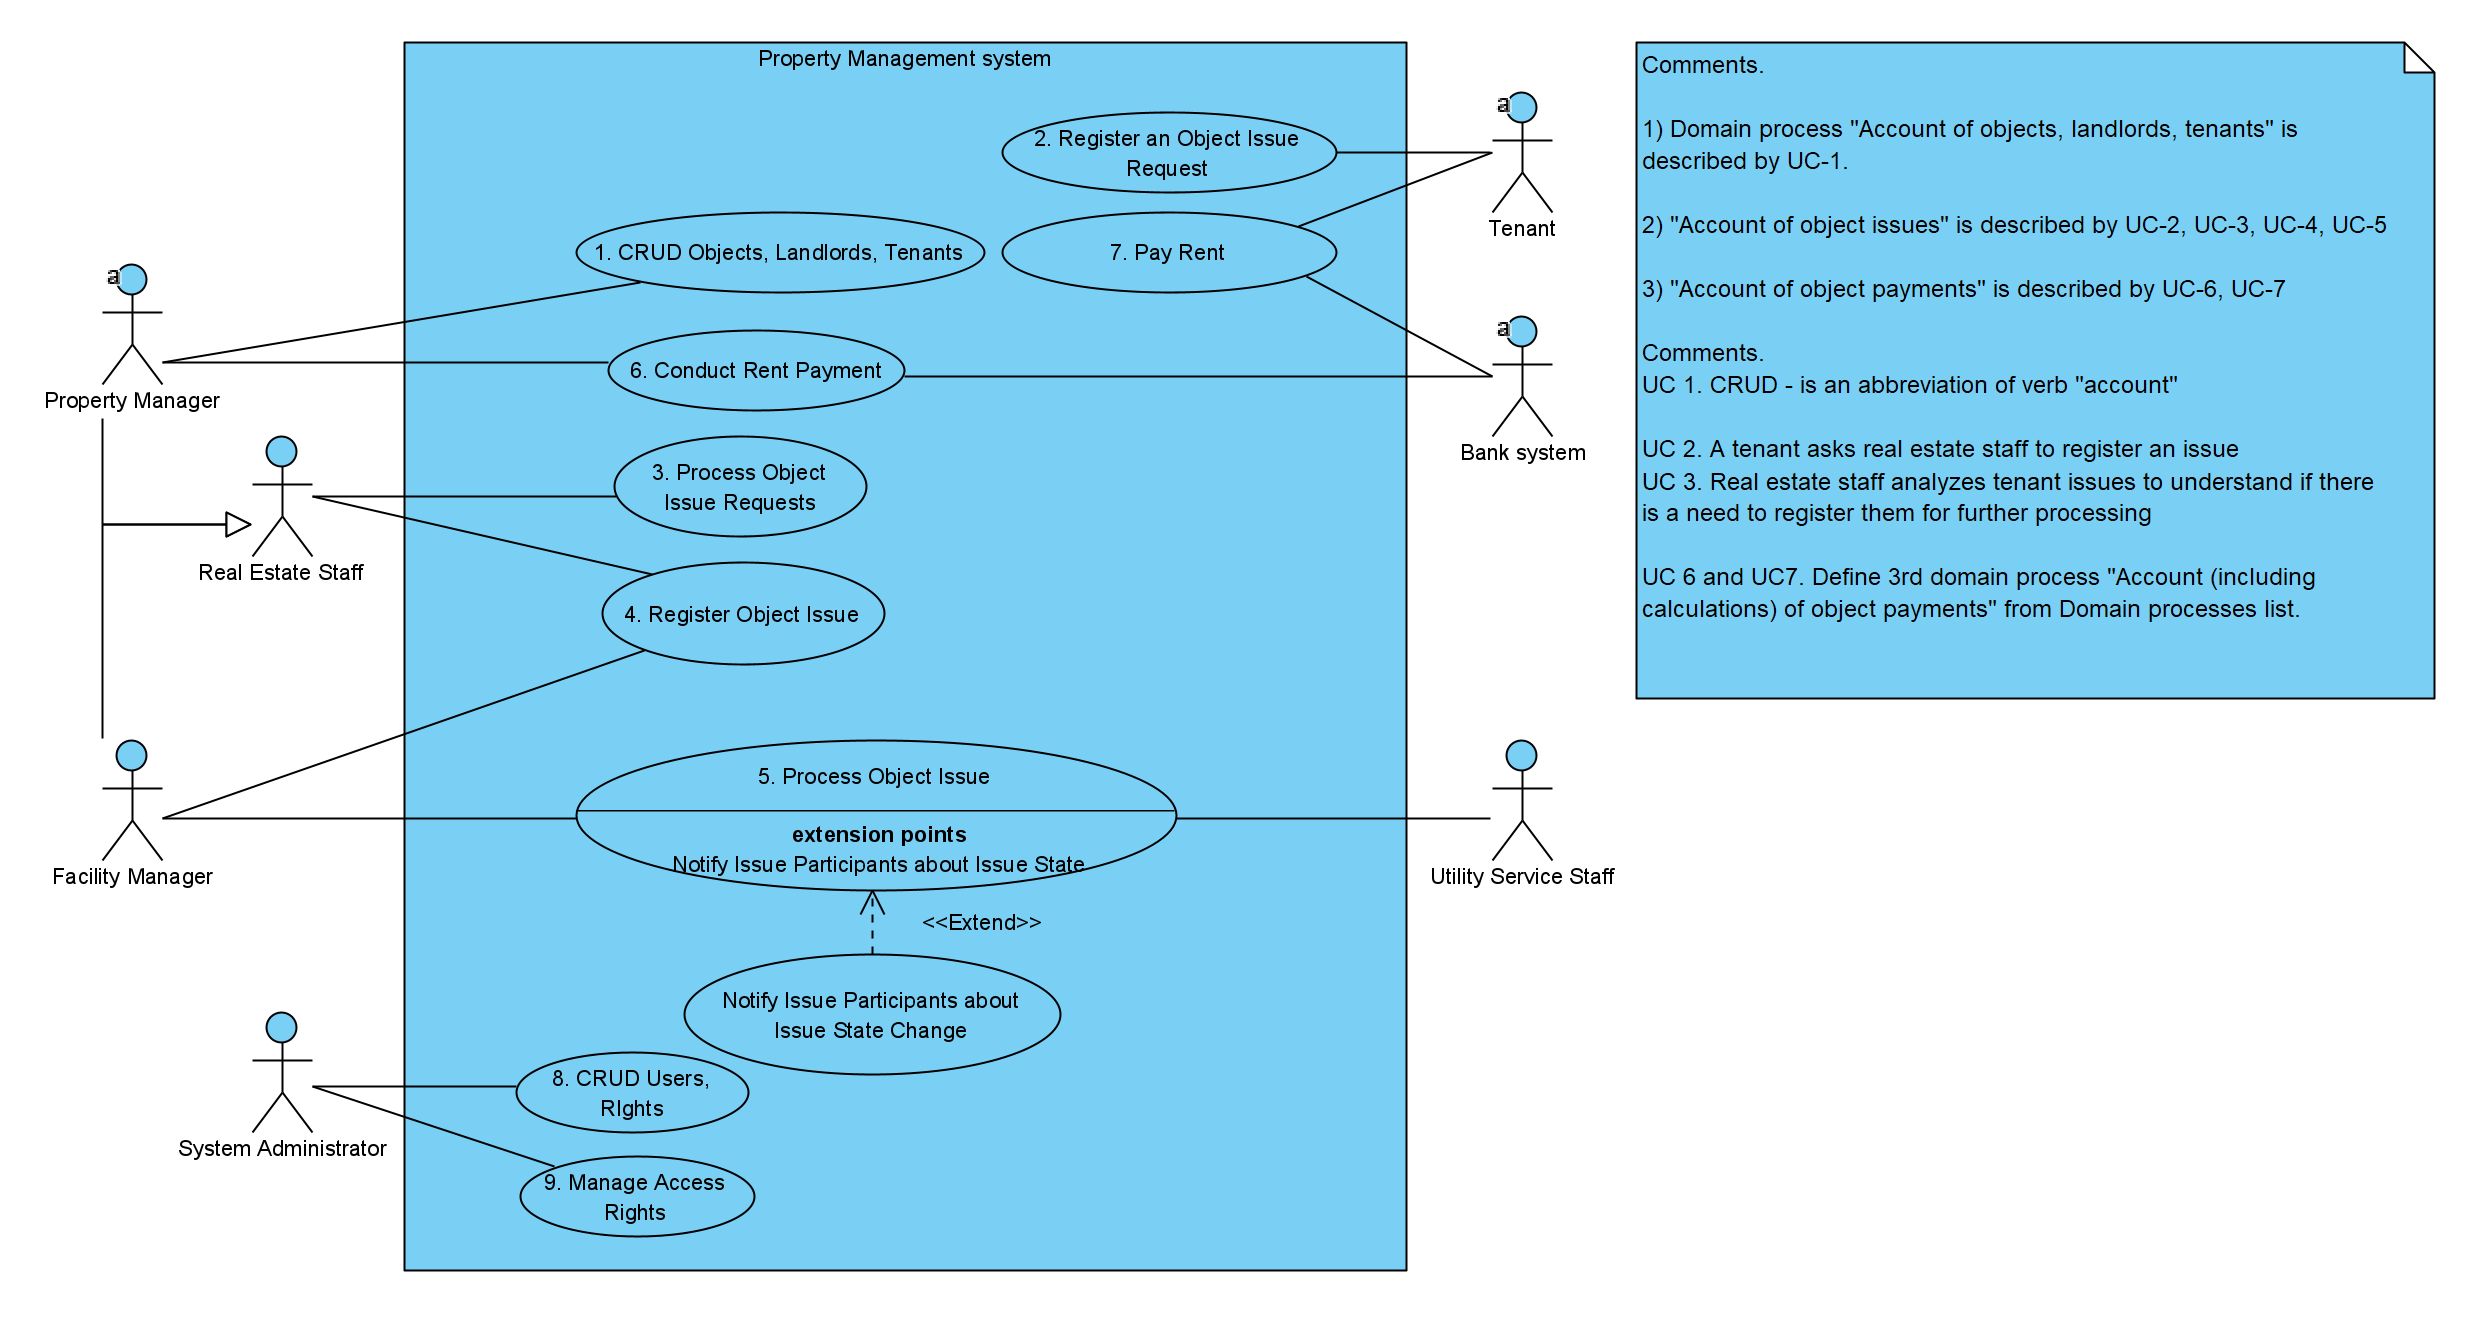 Property Management system
a
Tenant
2. Register an Object Issue
Request
1. CRUD Objects, Landlords, Tenants
7. Pay Rent
a
Property Manager
6. Conduct Rent Payment
a
Bank system
Real Estate Staff
3. Process Object
Issue Requests
4. Register Object Issue
Facility Manager
5. Process Object Issue
extension points
Notify Issue Participants about Issue State
Utility Service Staff
<<Extend>>
Notify Issue Participants about
Issue State Change
System Administrator
8. CRUD Users,
RIghts
9. Manage Access
Rights
Comments.
1) Domain process "Account of objects, landlords, tenants" is
described by UC-1.
2) "Account of object issues" is described by UC-2, UC-3, UC-4, UC-5
3) "Account of object payments" is described by UC-6, UC-7
Comments.
UC 1. CRUD - is an abbreviation of verb "account"
UC 2. A tenant asks real estate staff to register an issue
UC 3. Real estate staff analyzes tenant issues to understand if there
is a need to register them for further processing
UC 6 and UC7. Define 3rd domain process "Account (including
calculations) of object payments" from Domain processes list.